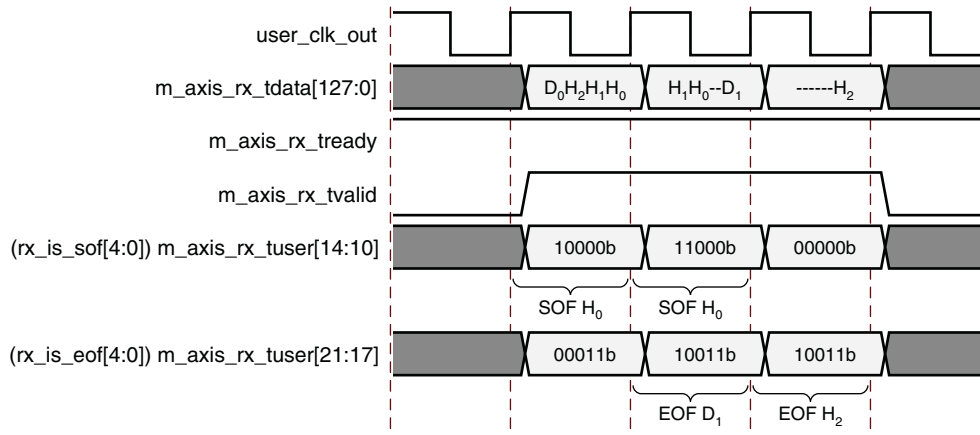 user_clk_out
m_axis_rx_tdata[127:0] D₀H₂H₁H₀ H₁H₀--D₁ ------H₂
m_axis_rx_tready
m_axis_rx_tvalid
(rx_is_sof[4:0]) m_axis_rx_tuser[14:10] 10000b 11000b 00000b
SOF H₀ SOF H₀
(rx_is_eof[4:0]) m_axis_rx_tuser[21:17] 00011b 10011b 10011b
EOF D₁ EOF H₂